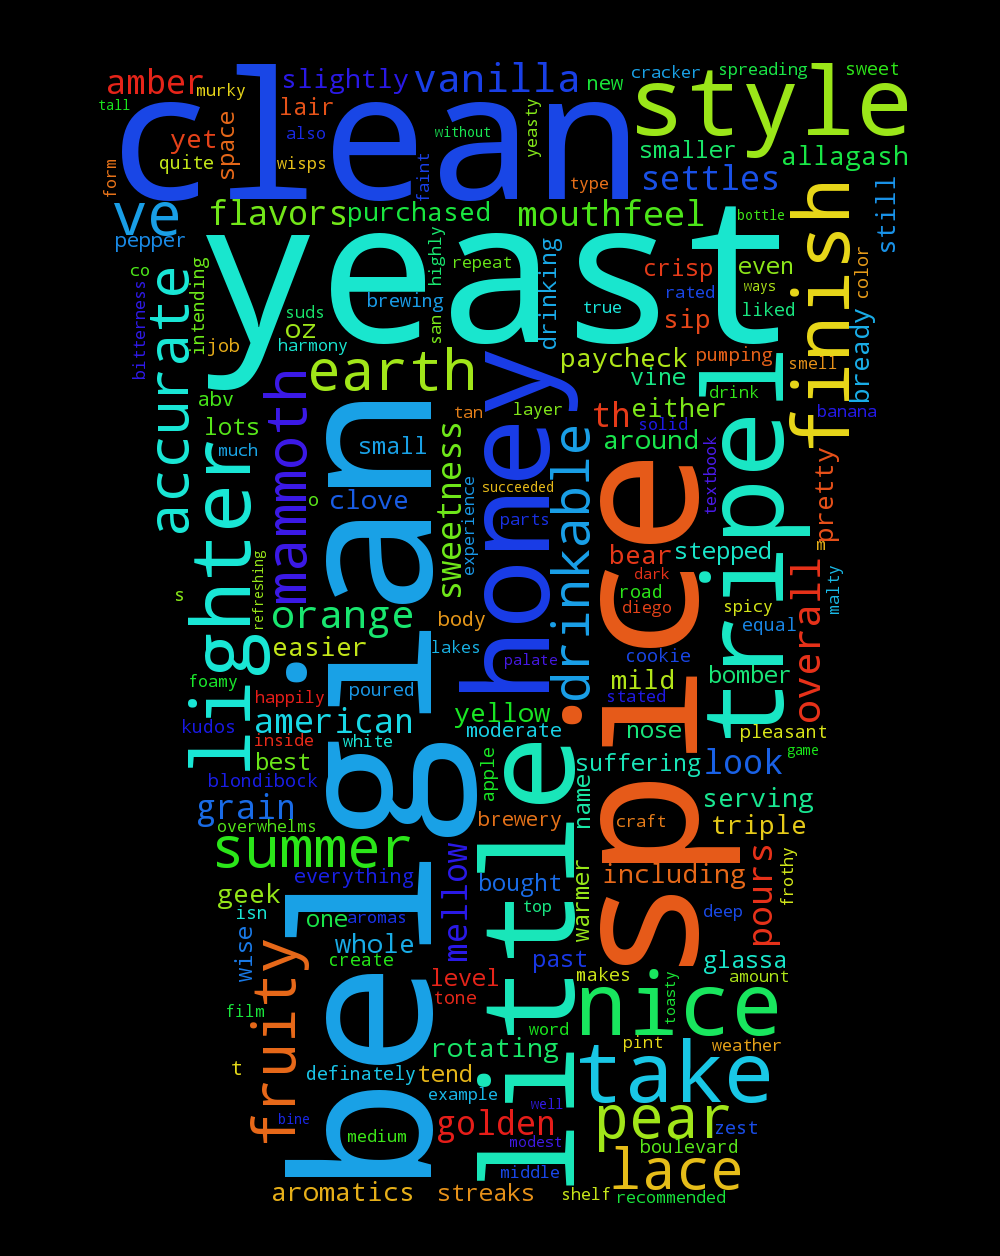 clean
style
amber
murky
slightly
vanilla
new
cracker
spreading
sweet
tall
lair
yet
also
without
yeasty
smaller
allagash
quite
space
wisps
faint
type
settles
form
ve
flavors
purchased
mouthfeel
bottle
still
pepper
yeast
finish
co
intending
highly
repeat
drinking
crisp
even
color
bitterness
accurate
suds
oz
brewing
san
true
rated
ways
liked
sip
job
harmony
earth
paycheck
pumping
smell
bready
vine
drink
abv
mammoth
belgian
honey
tan
layer
th
either
solid
banana
lots
much
small
sweetness
drinkable
around
textbook
tripel
pretty
lighter
clove
o
experience
succeeded
parts
spice
bear
stepped
m
dark
road
diego
spicy
equal
malty
overall
s
refreshing
orange
body
easier
lakes
palate
cookie
foamy
happily
poured
mild
stated
bomber
american
yellow
moderate
nose
pleasant
kudos
inside
white
best
apple
suffering
look
game
blondibock
little
name
serving
grain
overwhelms
brewery
craft
triple
summer
mellow
everything
bought
warmer
including
pours
frothy
geek
isn
one
aromas
top
deep
wise
whole
create
past
glassa
fruity
level
tone
makes
toasty
amount
film
nice
word
pint
weather
t
rotating
definately
tend
take
example
bine
golden
well
modest
pear
zest
medium
boulevard
middle
lace
aromatics
streaks
shelf
recommended